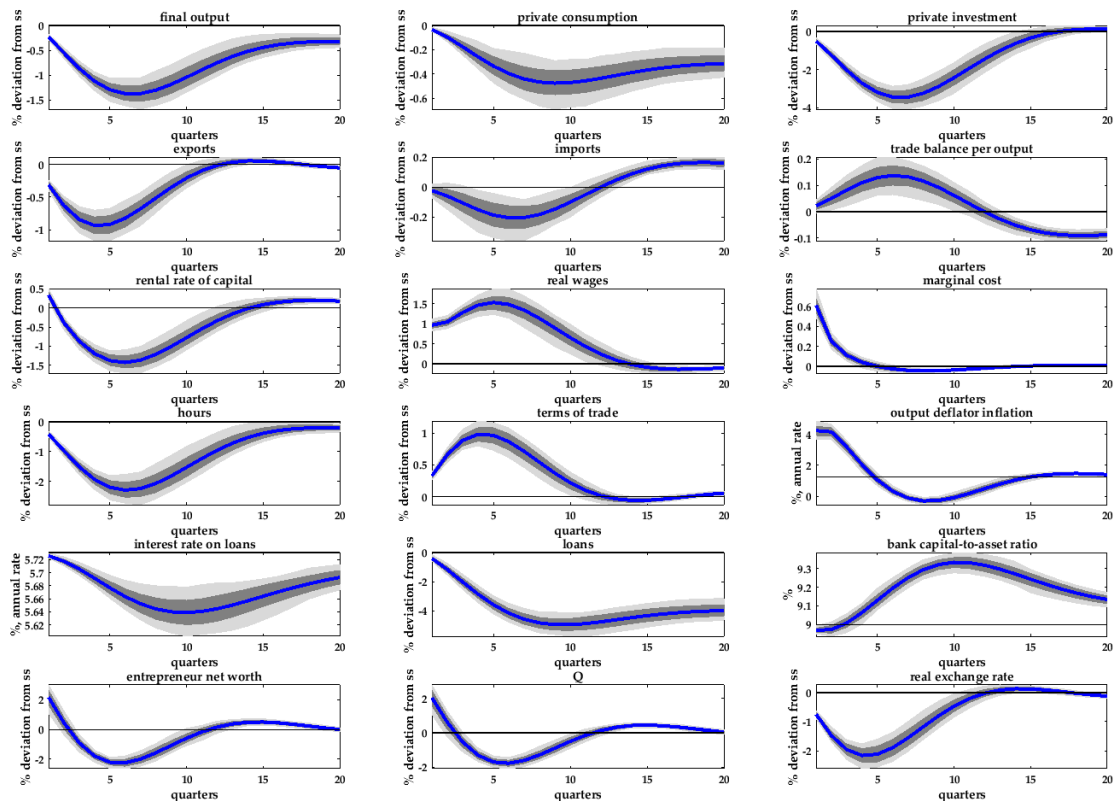 final output
% deviation from ss
0
-0.5
-1
-1.5
5 10 15 20
quarters
private consumption
% deviation from ss
0
-0.2
-0.4
-0.6
5 10 15 20
quarters
private investment
% deviation from ss
0
-2
-4
5 10 15 20
quarters
exports
% deviation from ss
0
-0.5
-1
5 10 15 20
quarters
imports
% deviation from ss
0.2
0
-0.2
5 10 15 20
quarters
trade balance per output
% deviation from ss
0.2
0.1
0
-0.1
5 10 15 20
quarters
rental rate of capital
% deviation from ss
0.5
0
-0.5
-1
-1.5
5 10 15 20
quarters
real wages
% deviation from ss
1.5
1
0.5
0
5 10 15 20
quarters
marginal cost
% deviation from ss
0.6
0.4
0.2
0
5 10 15 20
quarters
hours
% deviation from ss
0
-1
-2
5 10 15 20
quarters
terms of trade
% deviation from ss
1
0.5
0
5 10 15 20
quarters
output deflator inflation
%, annual rate
4
2
0
5 10 15 20
quarters
interest rate on loans
%, annual rate
5.72
5.7
5.68
5.66
5.64
5.62
5 10 15 20
quarters
loans
% deviation from ss
0
-2
-4
5 10 15 20
quarters
bank capital-to-asset ratio
%
9.3
9.2
9.1
9
5 10 15 20
quarters
entrepreneur net worth
% deviation from ss
2
0
-2
5 10 15 20
quarters
Q
% deviation from ss
2
0
-2
5 10 15 20
quarters
real exchange rate
% deviation from ss
0
-1
-2
5 10 15 20
quarters